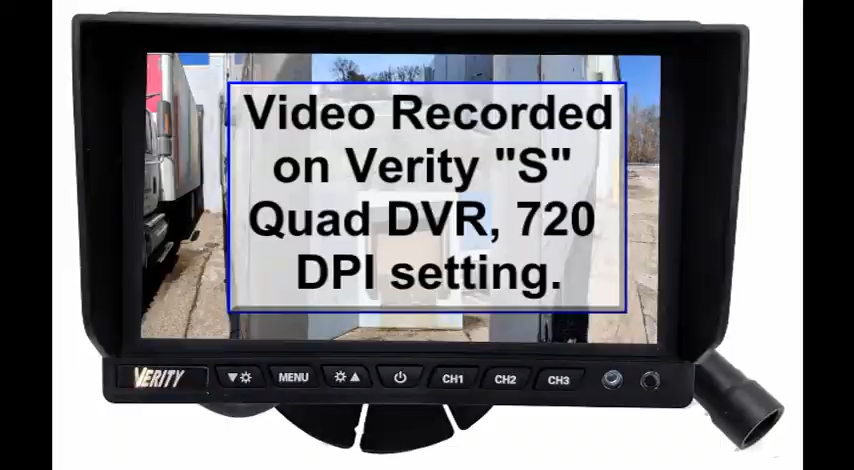 Video Recorded
on Verity "S"
Quad DVR, 720
DPI setting.
VERITY
MENU
CH1
CH2
CH3